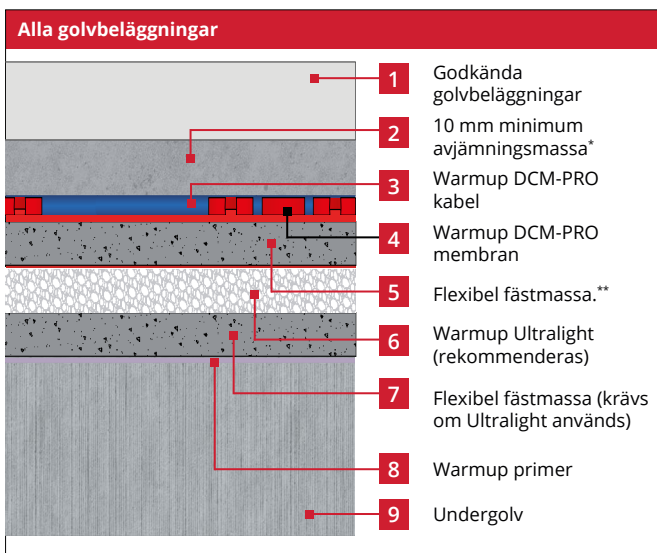 Alla golvbeläggningar
1 Godkända
golvbeläggningar
2 10 mm minimum
avjämningsmassa*
3 Warmup DCM-PRO
kabel
4 Warmup DCM-PRO
membran
5 Flexibel fästmassa.**
6 Warmup Ultralight
(rekommenderas)
7 Flexibel fästmassa (krävs
om Ultralight används)
8 Warmup primer
9 Undergolv